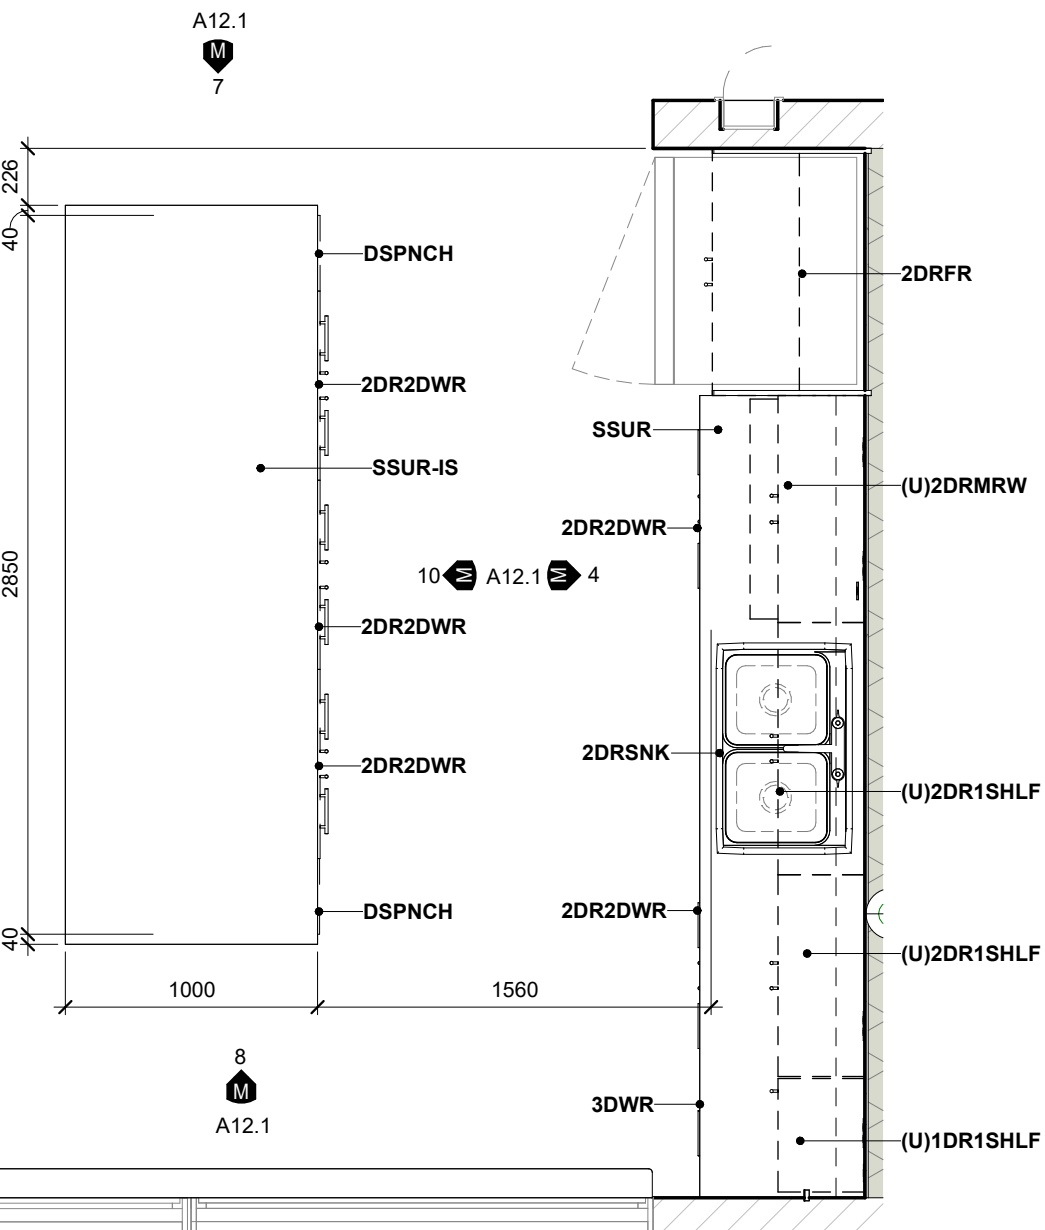 A12.1
M
7
226
40
DSPNCH
2DRFR
2DR2DWR
SSUR
SSUR-IS
(U)2DRMRW
2DR2DWR
2850
10 M A12.1 M 4
2DR2DWR
2DRSNK
2DR2DWR
(U)2DR1SHLF
DSPNCH
2DR2DWR
40
(U)2DR1SHLF
1000
1560
8
M
A12.1
3DWR
(U)1DR1SHLF